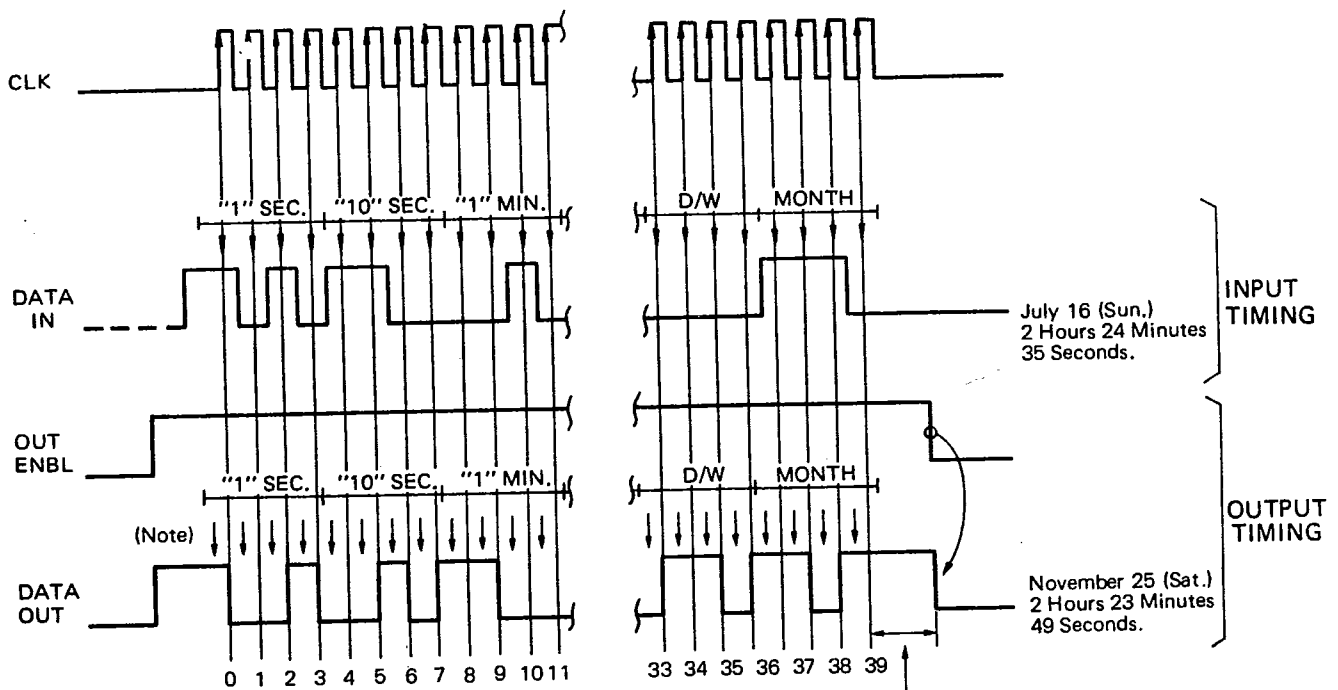 CLK
"1" SEC. "10" SEC. "1" MIN. D/W MONTH
DATA
IN
July 16 (Sun.)
2 Hours 24 Minutes
35 Seconds.
INPUT
TIMING
OUT
ENBL
"1" SEC. "10" SEC. "1" MIN. D/W MONTH
(Note)
DATA
OUT
November 25 (Sat.)
2 Hours 23 Minutes
49 Seconds.
OUTPUT
TIMING
0 1 2 3 4 5 6 7 8 9 10 11 33 34 35 36 37 38 39